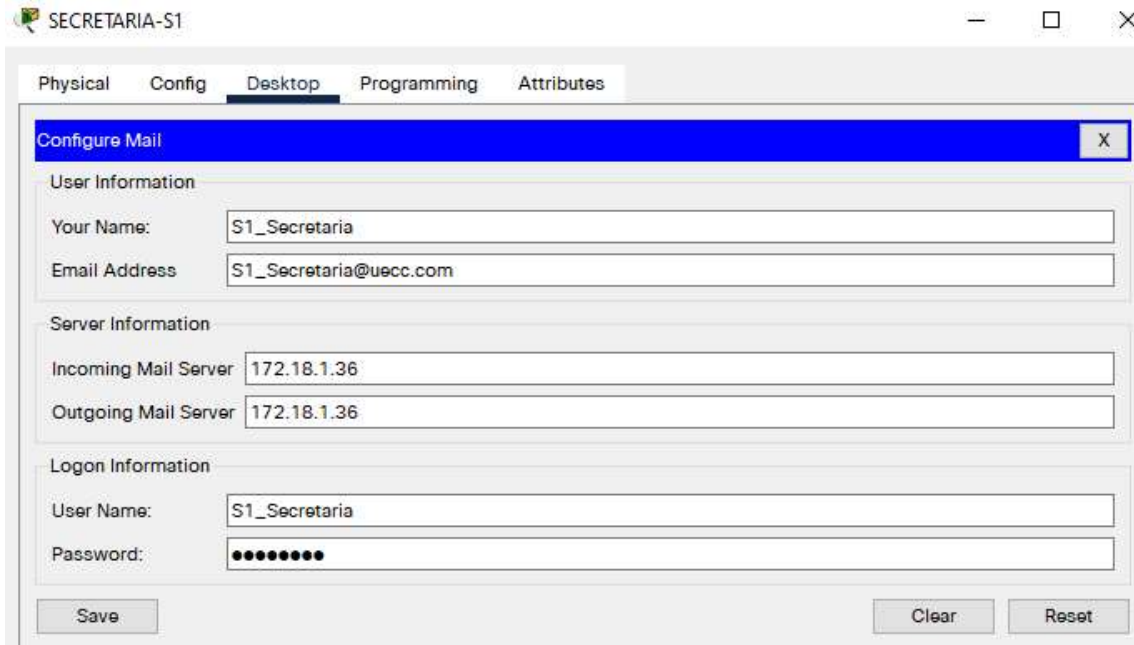 SECRETARIA-S1
Physical Config Desktop Programming Attributes
Configure Mail X
User Information
Your Name: S1_Secretaria
Email Address S1_Secretaria@uecc.com
Server Information
Incoming Mail Server 172.18.1.36
Outgoing Mail Server 172.18.1.36
Logon Information
User Name: S1_Secretaria
Password: ●●●●●●●●
Save Clear Reset